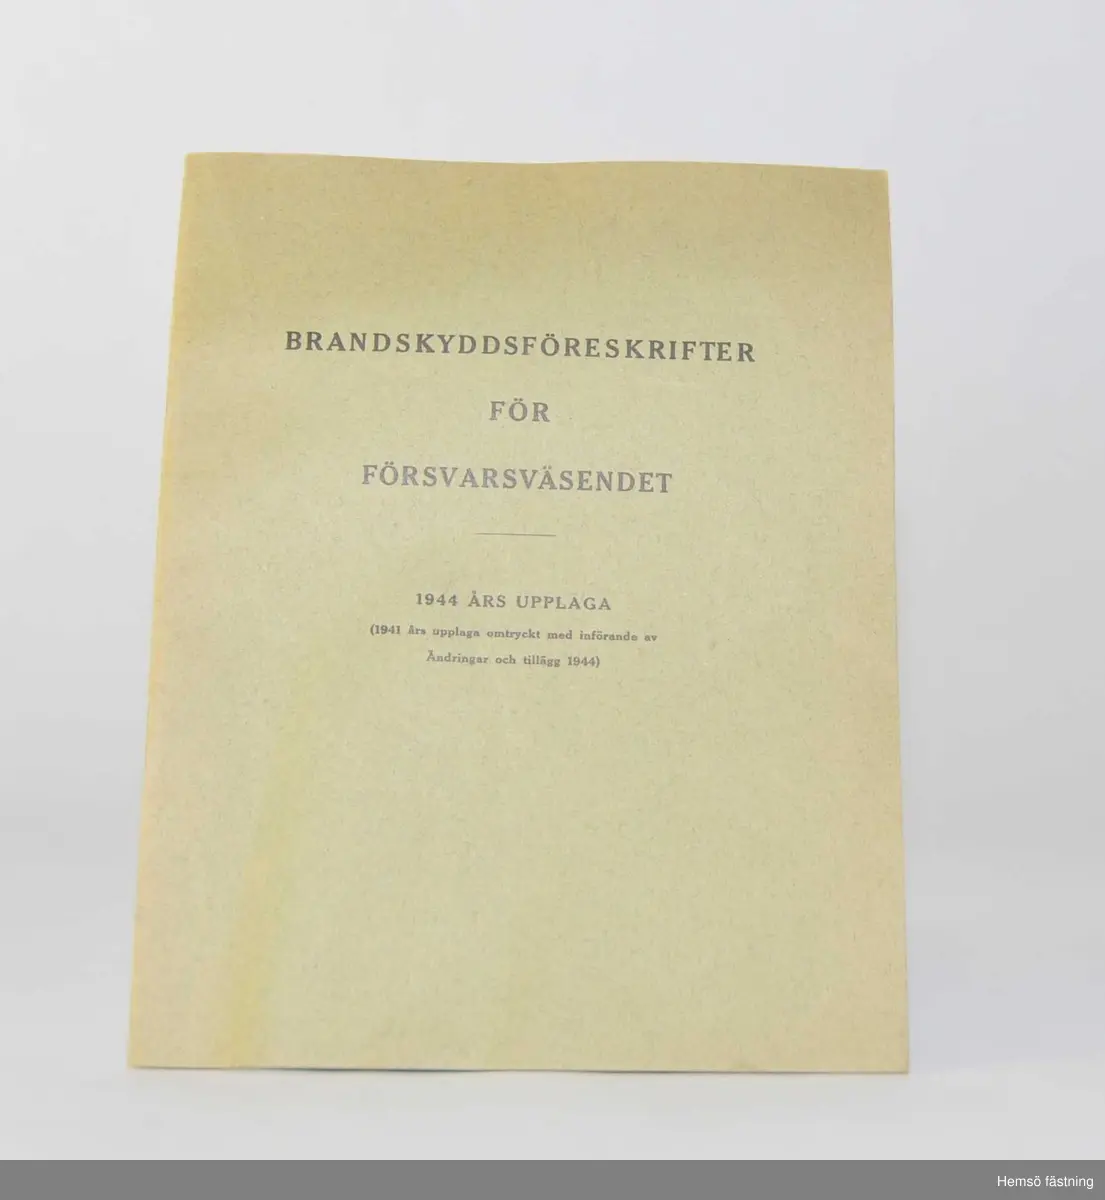 BRANDSKYDDSFÖRESKRIFTER
FÖR
FÖRSVARSVÄSENDET
1944 ÅRS UPPLAGA
(1941 års upplaga omtryckt med införande av
Ändringar och tillägg 1944)
Hemsö fästning